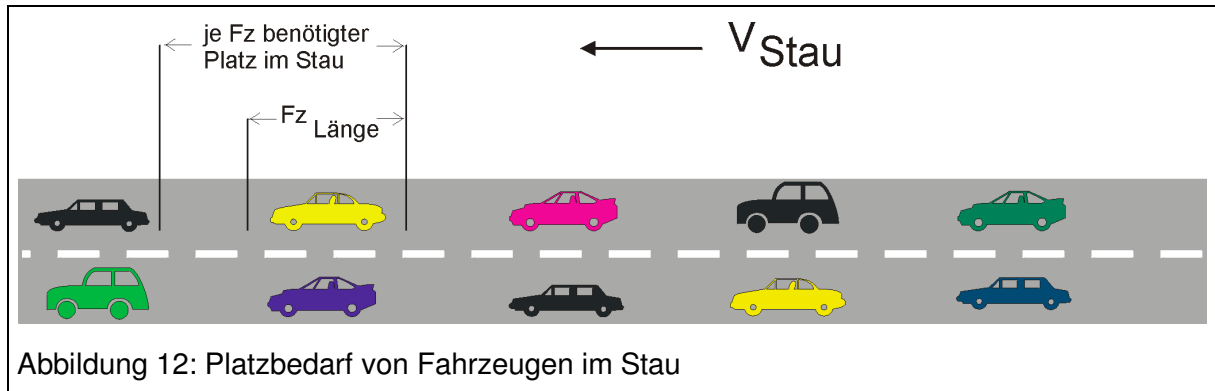 je Fz benötigter
Platz im Stau
V Stau
Fz Länge
Abbildung 12: Platzbedarf von Fahrzeugen im Stau